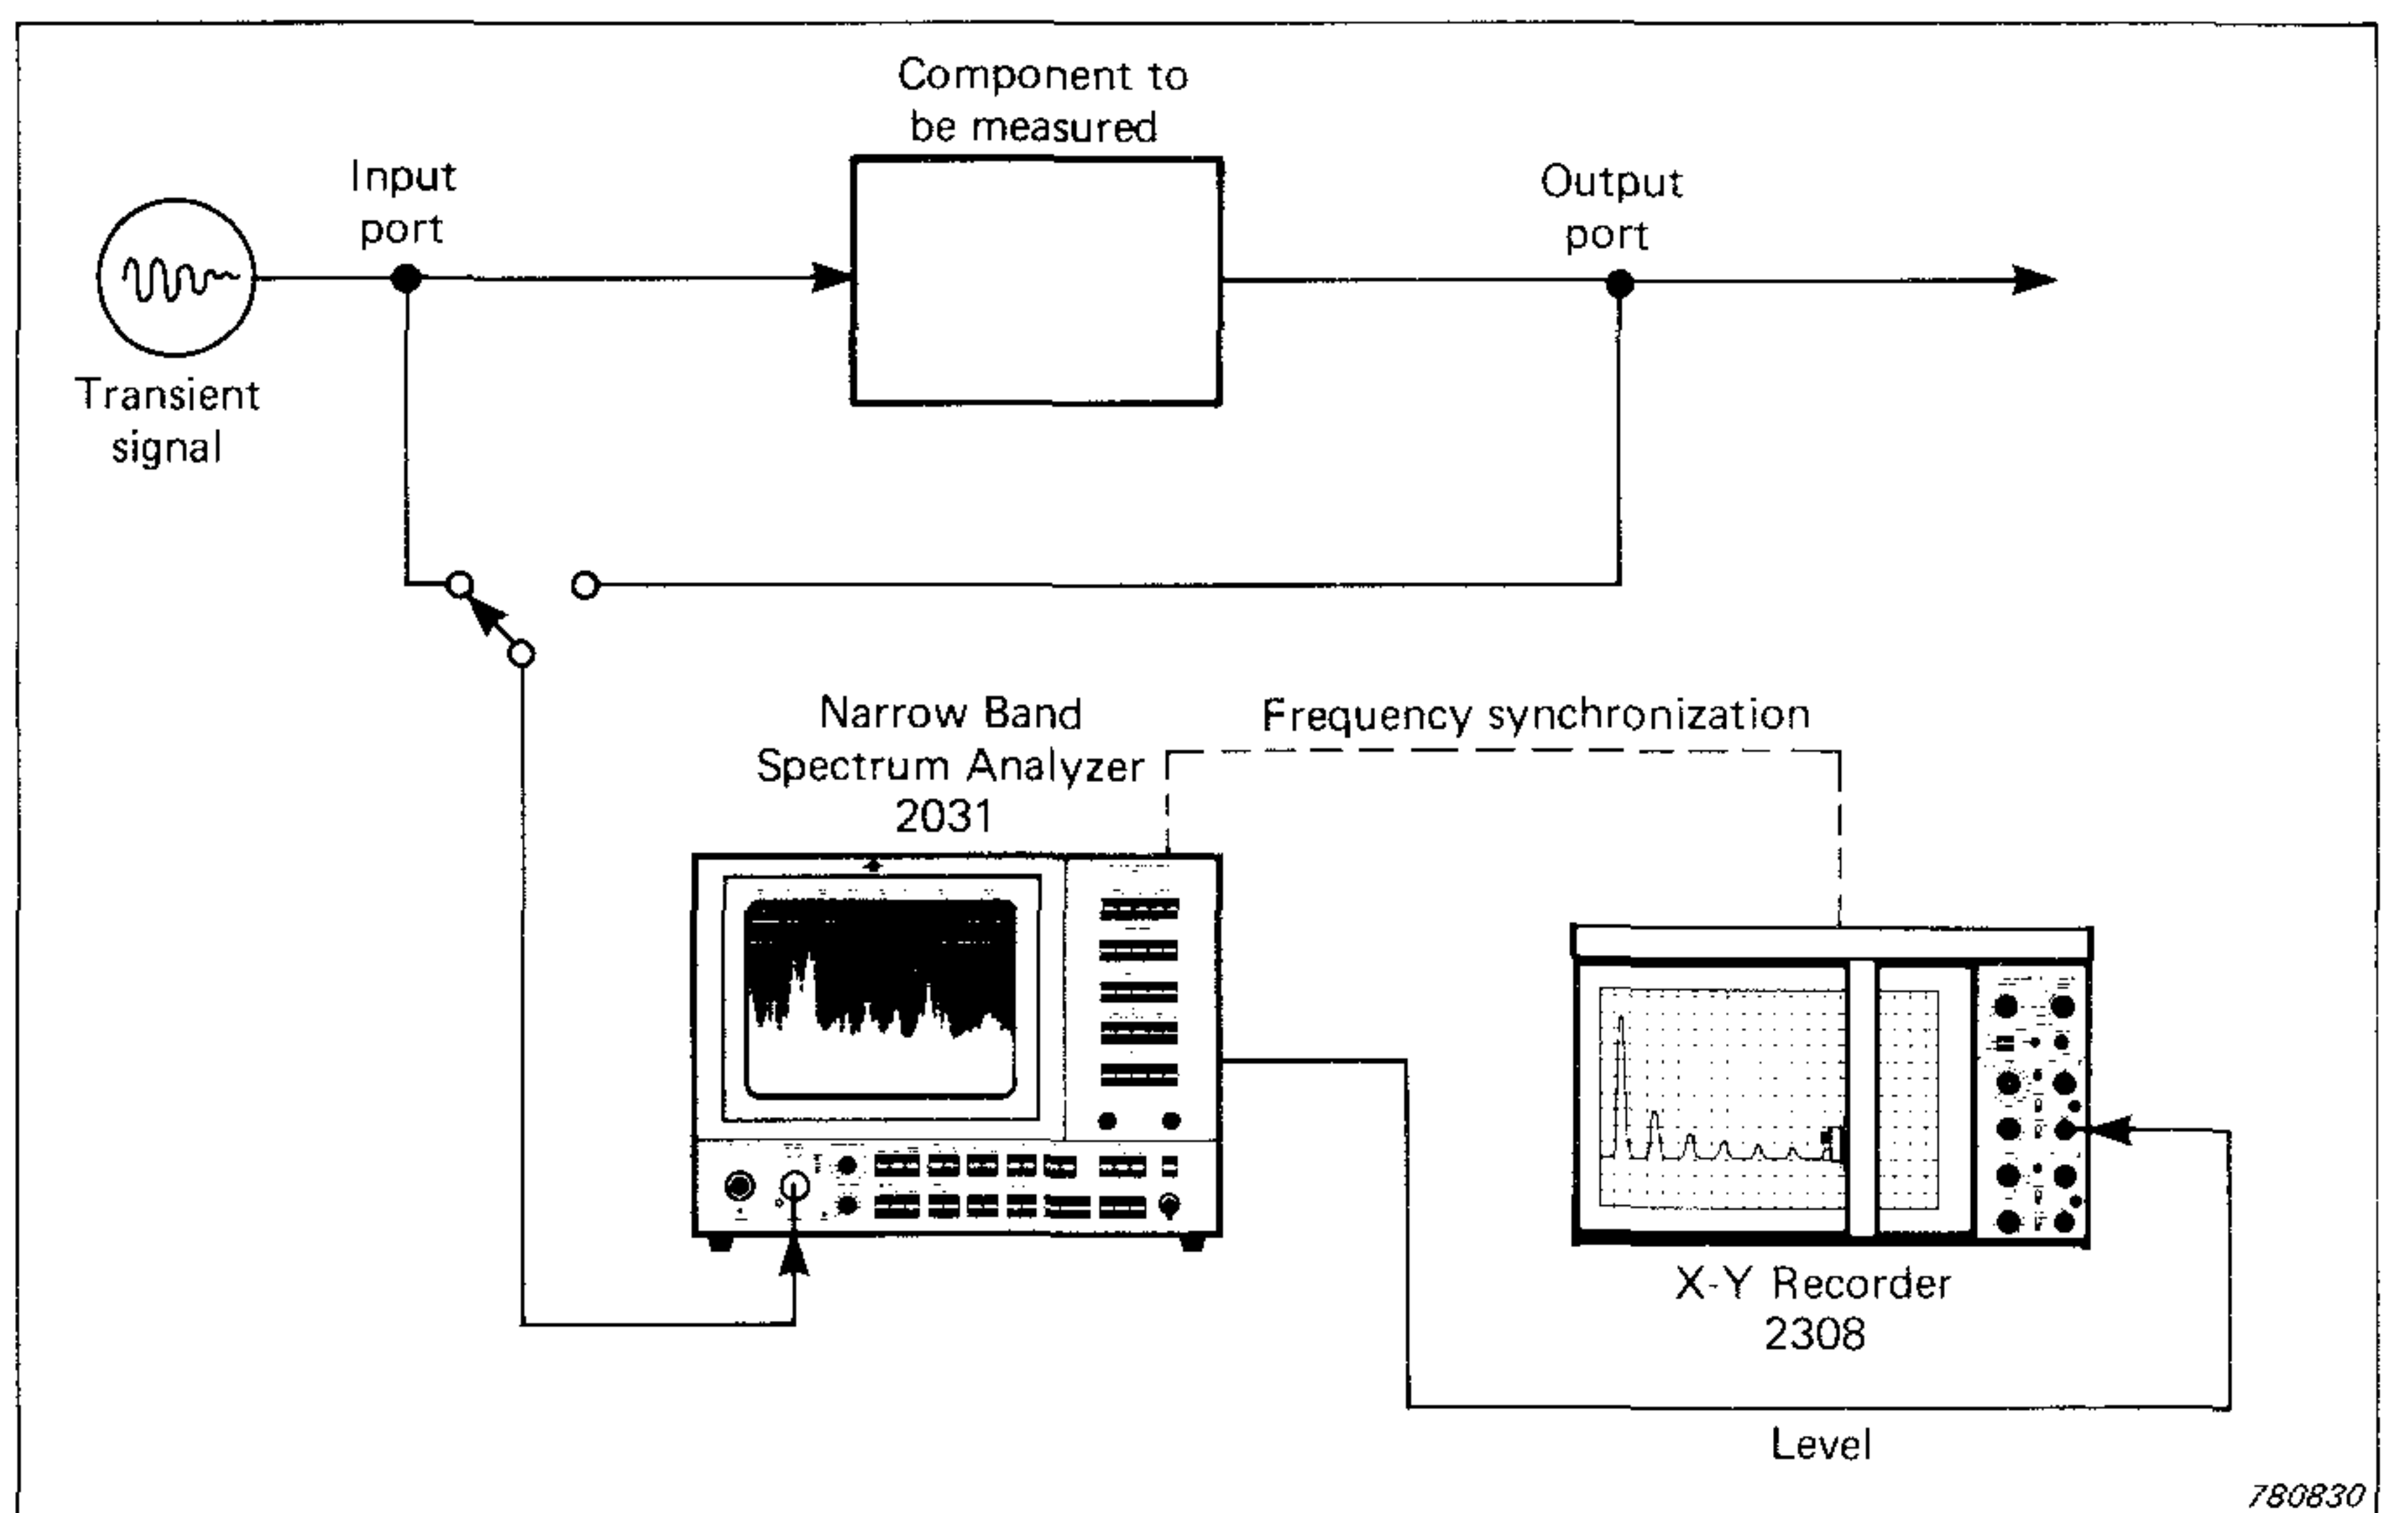 Component to
be measured
Input
port
Output
port
Transient
signal
Narrow Band
Spectrum Analyzer
2031
Frequency synchronization
X-Y Recorder
2308
Level
780830